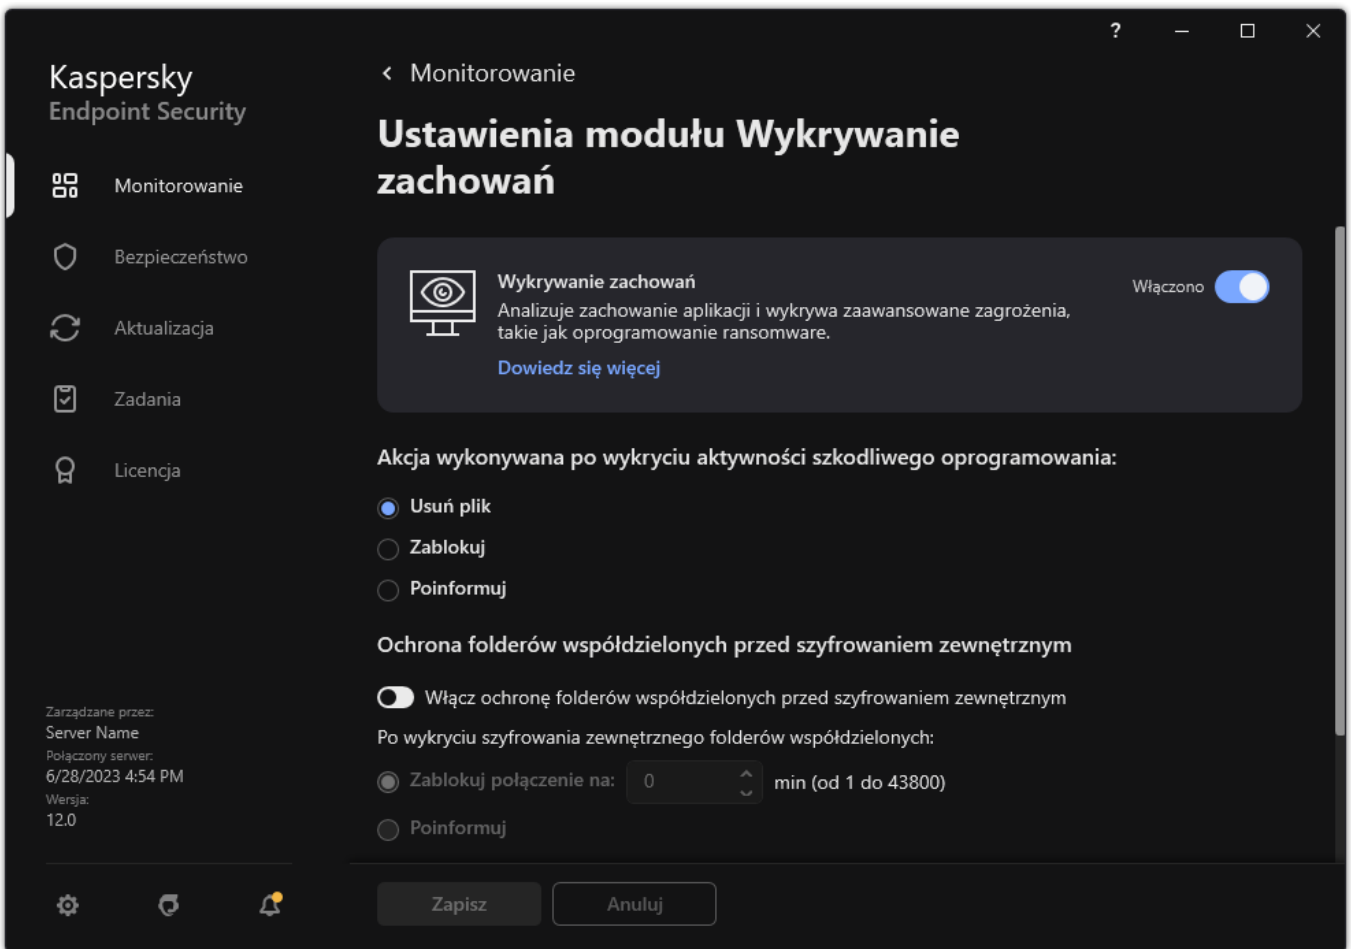 ?
Kaspersky
Endpoint Security
Monitorowanie
Bezpieczeństwo
Aktualizacja
Zadania
Licencja
Zarządzane przez:
Server Name
Połączony serwer:
6/28/2023 4:54 PM
Wersja:
12.0
Monitorowanie
Ustawienia modułu Wykrywanie
zachowań
Wykrywanie zachowań
Analizuje zachowanie aplikacji i wykrywa zaawansowane zagrożenia,
takie jak oprogramowanie ransomware.
Dowiedz się więcej
Włączono
Akcja wykonywana po wykryciu aktywności szkodliwego oprogramowania:
Usuń plik
Zablokuj
Poinformuj
Ochrona folderów współdzielonych przed szyfrowaniem zewnętrznym
Włącz ochronę folderów współdzielonych przed szyfrowaniem zewnętrznym
Po wykryciu szyfrowania zewnętrznego folderów współdzielonych:
Zablokuj połączenie na: 0 min (od 1 do 43800)
Poinformuj
Zapisz
Anuluj